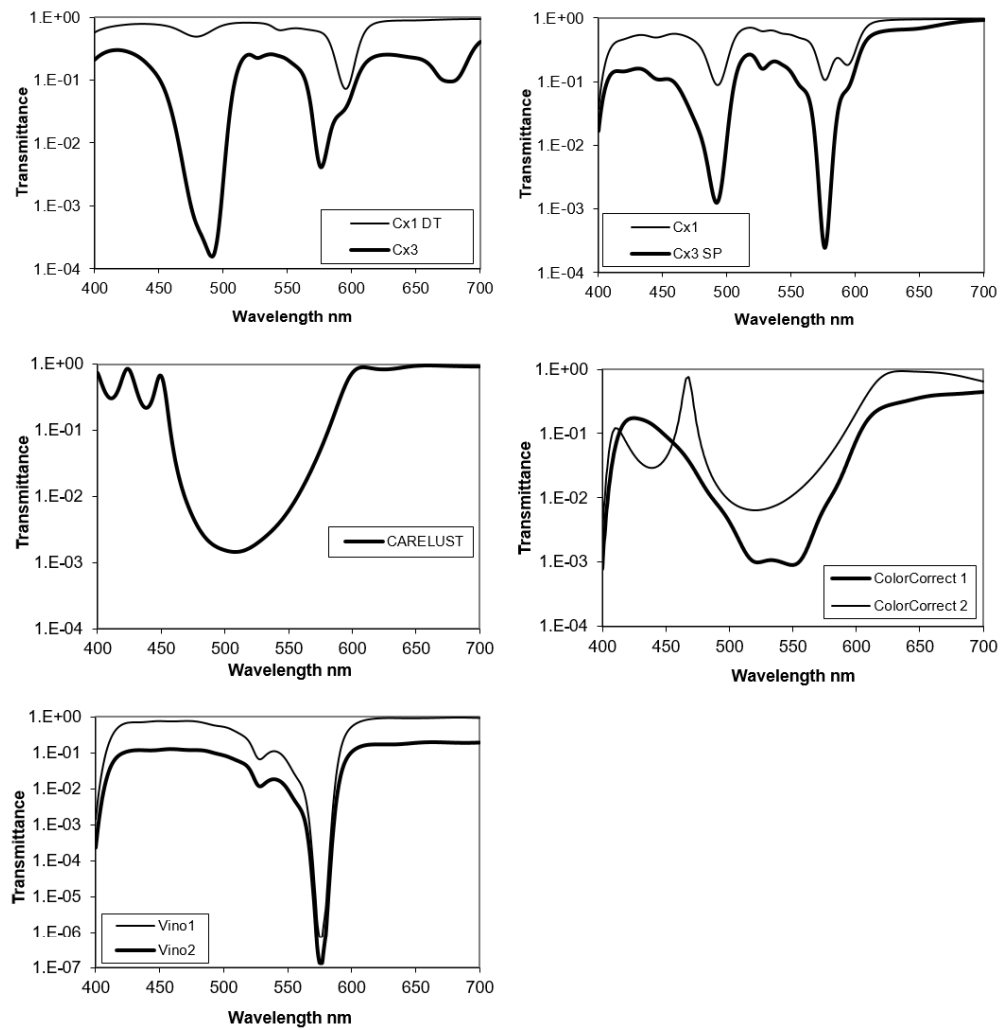 1.E+00
1.E-01
1.E-02
1.E-03
1.E-04
Transmittance
400 450 500 550 600 650 700
Wavelength nm
Cx1 DT
Cx3
1.E+00
1.E-01
1.E-02
1.E-03
1.E-04
Transmittance
400 450 500 550 600 650 700
Wavelength nm
Cx1
Cx3 SP
1.E+00
1.E-01
1.E-02
1.E-03
1.E-04
Transmittance
400 450 500 550 600 650 700
Wavelength nm
CARELUST
1.E+00
1.E-01
1.E-02
1.E-03
1.E-04
Transmittance
400 450 500 550 600 650 700
Wavelength nm
ColorCorrect 1
ColorCorrect 2
1.E+00
1.E-01
1.E-02
1.E-03
1.E-04
1.E-05
1.E-06
1.E-07
Transmittance
400 450 500 550 600 650 700
Wavelength nm
Vino1
Vino2